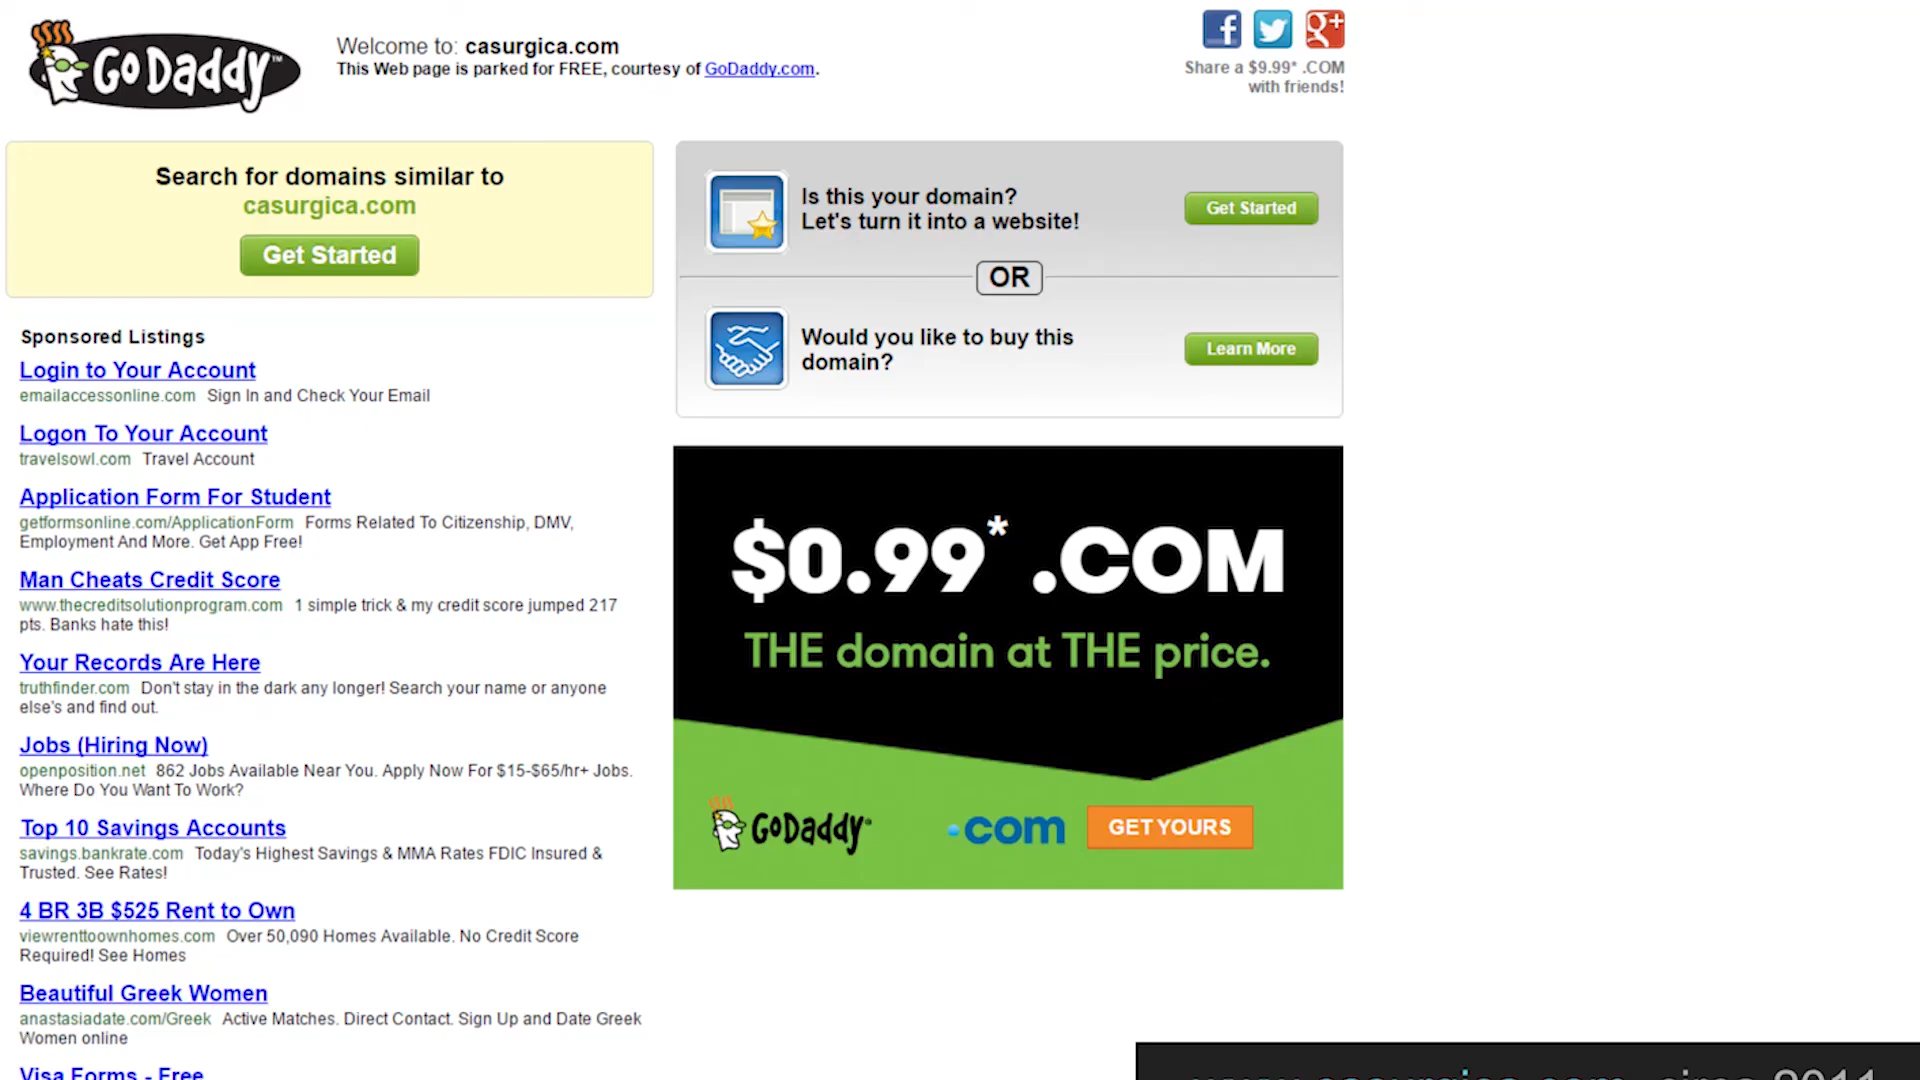 GoDaddy™
Welcome to: casurgica.com
This Web page is parked for FREE, courtesy of GoDaddy.com.
Share a $9.99* .COM
with friends!
Search for domains similar to
casurgica.com
Get Started
Is this your domain?
Let's turn it into a website!
Get Started
OR
Would you like to buy this
domain?
Learn More
Sponsored Listings
Login to Your Account
emailaccessonline.com Sign In and Check Your Email
Logon To Your Account
travelsowl.com Travel Account
Application Form For Student
getformsonline.com/ApplicationForm Forms Related To Citizenship, DMV,
Employment And More. Get App Free!
Man Cheats Credit Score
www.thecreditsolutionprogram.com 1 simple trick & my credit score jumped 217
pts. Banks hate this!
Your Records Are Here
truthfinder.com Don't stay in the dark any longer! Search your name or anyone
else's and find out.
Jobs (Hiring Now)
openposition.net 862 Jobs Available Near You. Apply Now For $15-$65/hr+ Jobs.
Where Do You Want To Work?
Top 10 Savings Accounts
savings.bankrate.com Today's Highest Savings & MMA Rates FDIC Insured &
Trusted. See Rates!
4 BR 3B $525 Rent to Own
viewrenttoownhomes.com Over 50,090 Homes Available. No Credit Score
Required! See Homes
Beautiful Greek Women
anastasiadate.com/Greek Active Matches. Direct Contact. Sign Up and Date Greek
Women online
Visa Forms - Free
$0.99* .COM
THE domain at THE price.
GoDaddy®
.com
GET YOURS
www.casurgica.com, circa 2011